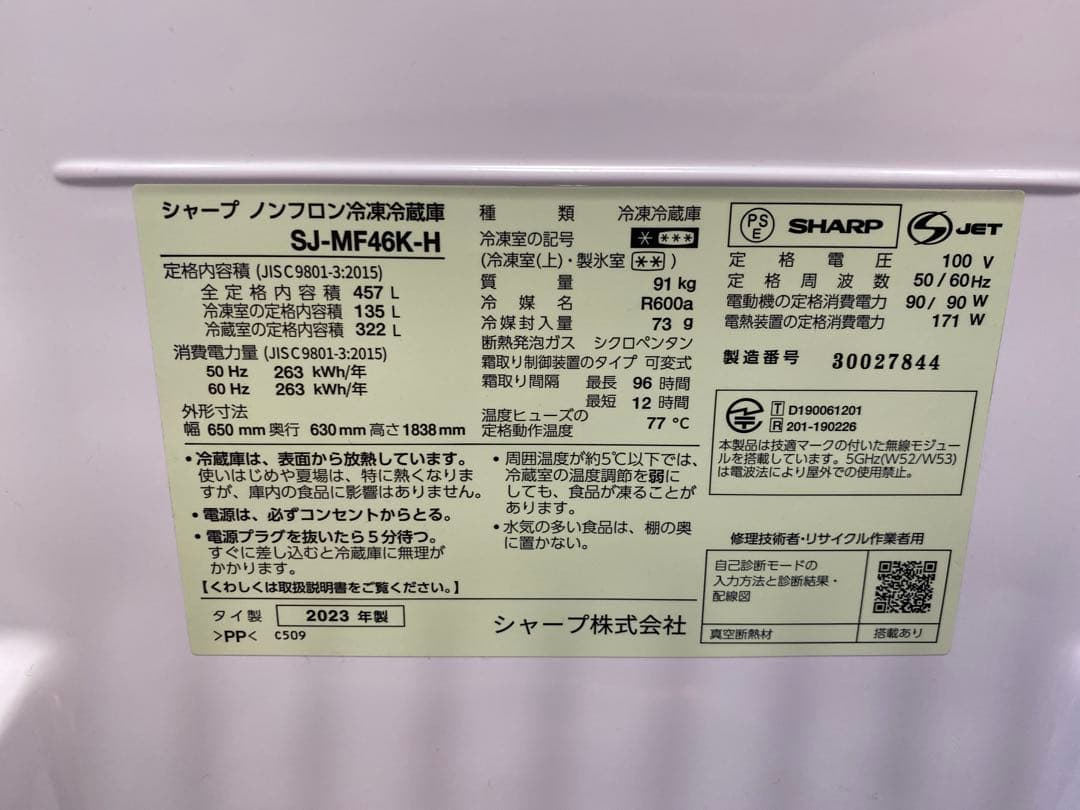 シャープ ノンフロン冷凍冷蔵庫
SJ-MF46K-H
定格内容積 (JISC9801-3:2015)
全定格内容積 457 L
冷凍室の定格内容積 135 L
冷蔵室の定格内容積 322 L
消費電力量 (JISC9801-3:2015)
50 Hz 263 kWh/年
60 Hz 263 kWh/年
外形寸法
幅 650 mm 奥行 630 mm 高さ 1838 mm
種類 冷凍冷蔵庫
冷凍室の記号 * ***
(冷凍室(上)・製氷室 ** )
質量 91 kg
冷媒名 R600a
冷媒封入量 73 g
断熱発泡ガス シクロペンタン
霜取り制御装置のタイプ 可変式
霜取り間隔 最長 96 時間
最短 12 時間
温度ヒューズの
定格動作温度 77 ℃
PS
E
SHARP
S JET
定格電圧 100 V
定格周波数 50/60Hz
電動機の定格消費電力 90/ 90 W
電熱装置の定格消費電力 171 W
製造番号 30027844
T D190061201
R 201-190226
本製品は技適マークの付いた無線モジュー
ルを搭載しています。5GHz(W52/W53)
は電波法により屋外での使用禁止。
・冷蔵庫は、表面から放熱しています。
使いはじめや夏場は、特に熱くなりま
すが、庫内の食品に影響はありません。
・電源は、必ずコンセントからとる。
・電源プラグを抜いたら5分待つ。
すぐに差し込むと冷蔵庫に無理が
かかります。
【くわしくは取扱説明書をご覧ください。】
・周囲温度が約5℃以下では、
冷蔵室の温度調節を弱に
しても、食品が凍ることが
あります。
・水気の多い食品は、棚の奥
に置かない。
修理技術者・リサイクル作業者用
自己診断モードの
入力方法と診断結果・
配線図
真空断熱材 搭載あり
タイ製 2023 年製
>PP< C509
シャープ株式会社